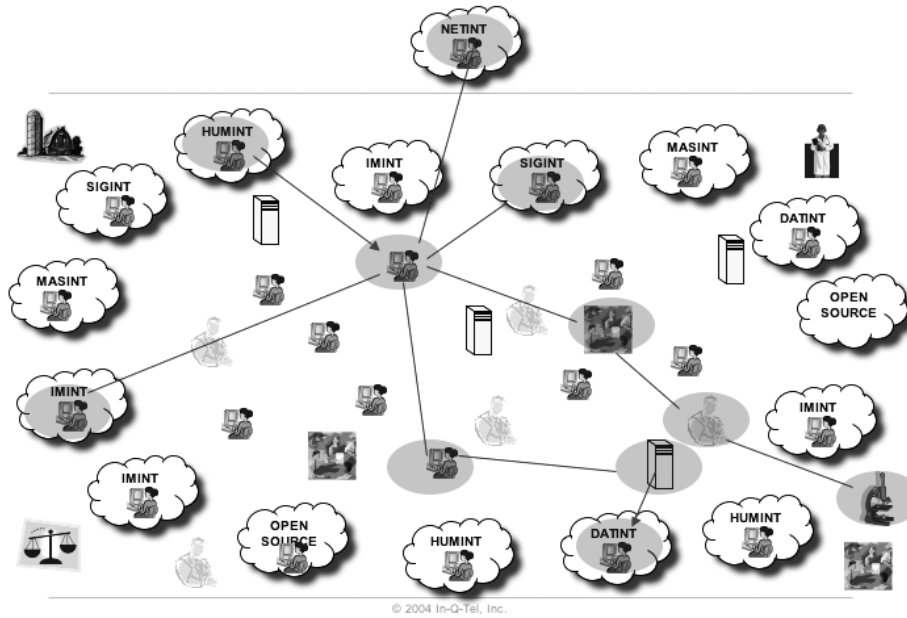 NETINT
HUMINT
IMINT
SIGINT
MASINT
SIGINT
DATINT
MASINT
OPEN
SOURCE
IMINT
IMINT
IMINT
OPEN
SOURCE
HUMINT
DATINT
HUMINT
© 2004 In-Q-Tel, Inc.